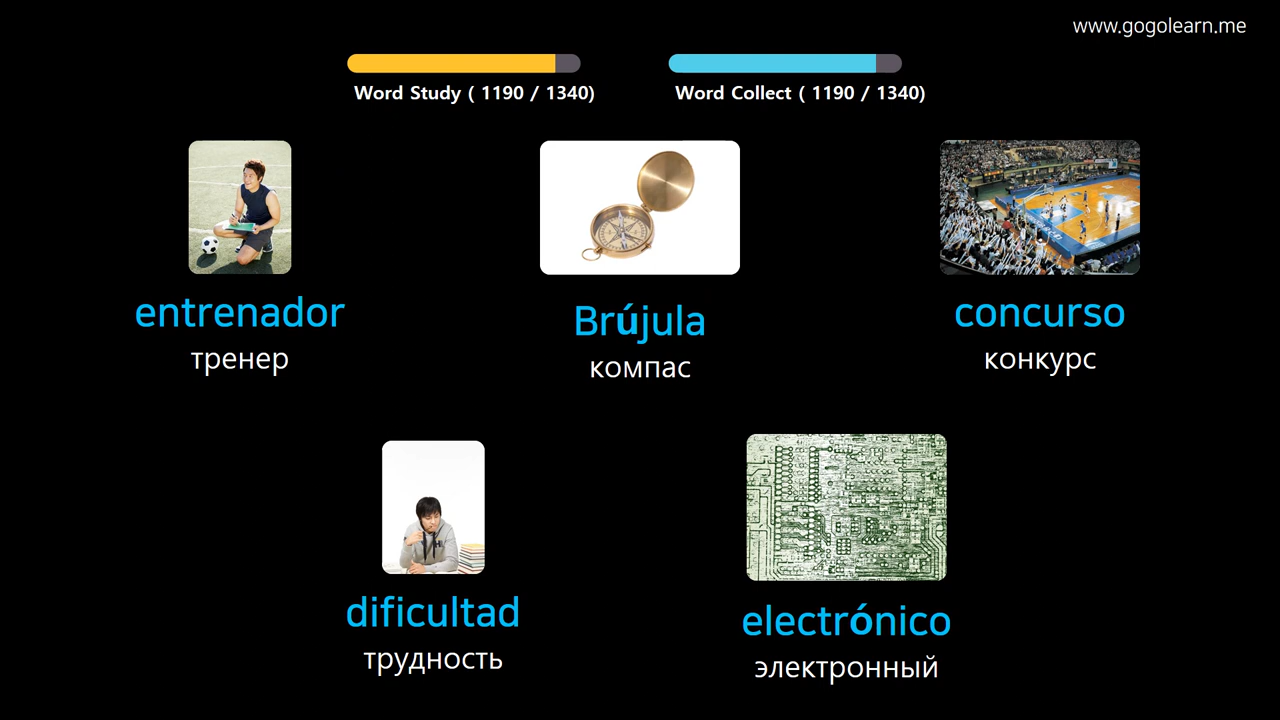 www.gogolearn.me
Word Study ( 1190 / 1340)
Word Collect ( 1190 / 1340)
entrenador
тренер
Brújula
компас
concurso
конкурс
dificultad
трудность
electrónico
электронный